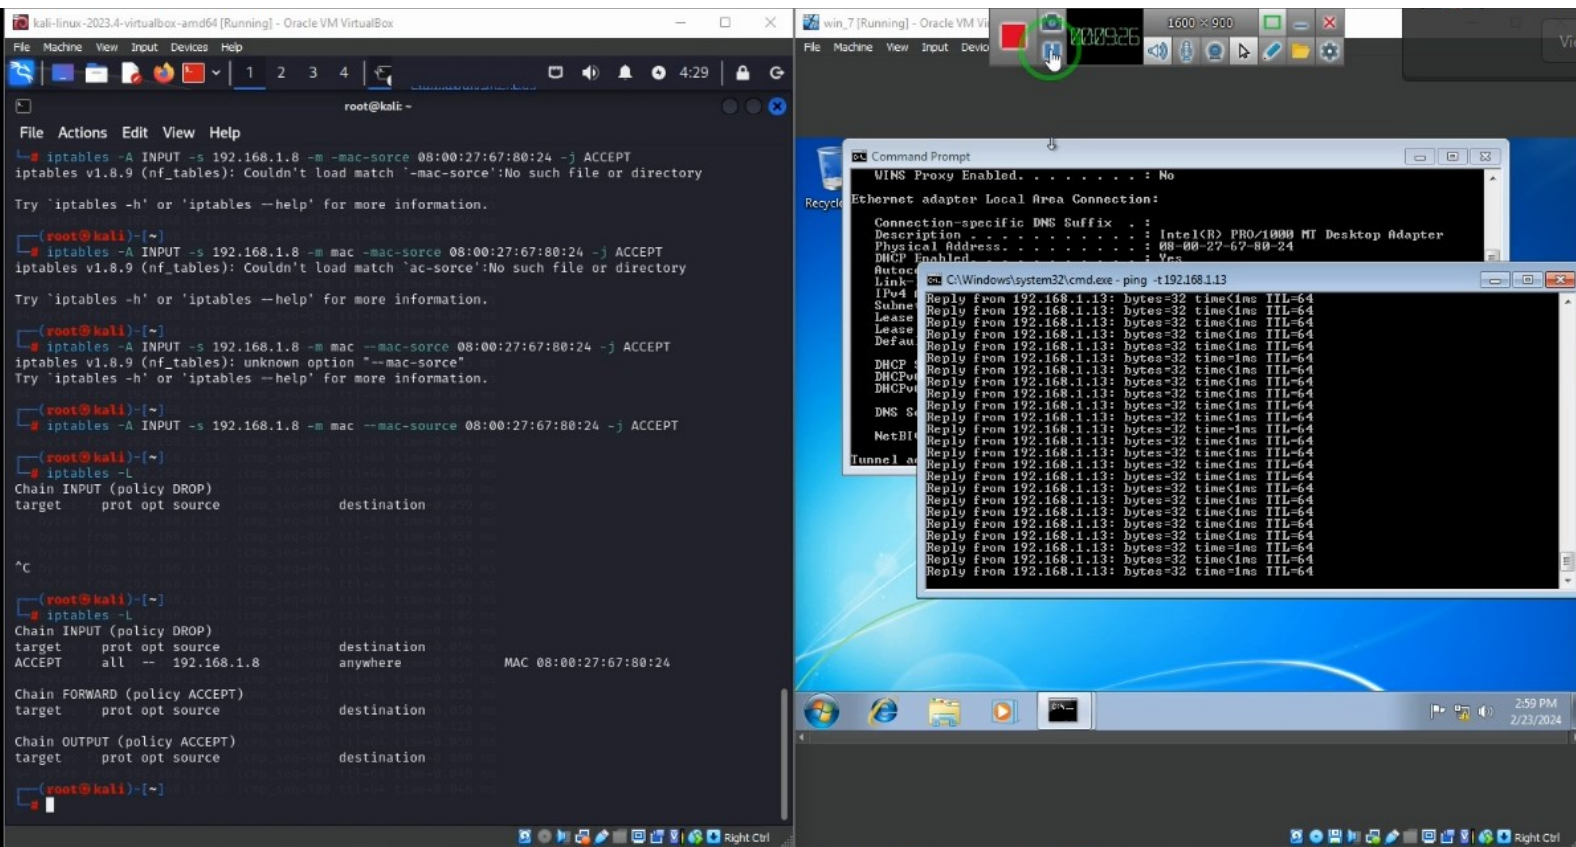 kali-linux-2023.4-virtualbox-amd64 [Running] - Oracle VM VirtualBox
File Machine View Input Devices Help
1 2 3 4
4:29
root@kali: ~
File Actions Edit View Help
# iptables -A INPUT -s 192.168.1.8 -m -mac-sorce 08:00:27:67:80:24 -j ACCEPT
iptables v1.8.9 (nf_tables): Couldn't load match `-mac-sorce':No such file or directory
Try `iptables -h' or 'iptables --help' for more information.
(root@kali)-[~]
# iptables -A INPUT -s 192.168.1.8 -m mac -mac-sorce 08:00:27:67:80:24 -j ACCEPT
iptables v1.8.9 (nf_tables): Couldn't load match `ac-sorce':No such file or directory
Try `iptables -h' or 'iptables --help' for more information.
(root@kali)-[~]
# iptables -A INPUT -s 192.168.1.8 -m mac --mac-sorce 08:00:27:67:80:24 -j ACCEPT
iptables v1.8.9 (nf_tables): unknown option "--mac-sorce"
Try `iptables -h' or 'iptables --help' for more information.
(root@kali)-[~]
# iptables -A INPUT -s 192.168.1.8 -m mac --mac-source 08:00:27:67:80:24 -j ACCEPT
(root@kali)-[~]
# iptables -L
Chain INPUT (policy DROP)
target prot opt source destination
^C
(root@kali)-[~]
# iptables -L
Chain INPUT (policy DROP)
target prot opt source destination
ACCEPT all -- 192.168.1.8 anywhere MAC 08:00:27:67:80:24
Chain FORWARD (policy ACCEPT)
target prot opt source destination
Chain OUTPUT (policy ACCEPT)
target prot opt source destination
(root@kali)-[~]
#
Right Ctrl
win_7 [Running] - Oracle VM Vi
File Machine View Input Devic
00:09:26
1600 × 900
Vi
Recycle
Command Prompt
WINS Proxy Enabled. . . . . . . . : No
Ethernet adapter Local Area Connection:
Connection-specific DNS Suffix . :
Description . . . . . . . . . . . : Intel(R) PRO/1000 MT Desktop Adapter
Physical Address. . . . . . . . . : 08-00-27-67-80-24
DHCP Enabled. . . . . . . . . . . : Yes
Autoc
Link-
IPv4
Subne
Lease
Lease
Defau
DHCP
DHCPv
DHCPv
DNS Se
NetBI
Tunnel a
C:\Windows\system32\cmd.exe - ping -t 192.168.1.13
Reply from 192.168.1.13: bytes=32 time<1ms TTL=64
Reply from 192.168.1.13: bytes=32 time<1ms TTL=64
Reply from 192.168.1.13: bytes=32 time<1ms TTL=64
Reply from 192.168.1.13: bytes=32 time<1ms TTL=64
Reply from 192.168.1.13: bytes=32 time<1ms TTL=64
Reply from 192.168.1.13: bytes=32 time=1ms TTL=64
Reply from 192.168.1.13: bytes=32 time<1ms TTL=64
Reply from 192.168.1.13: bytes=32 time<1ms TTL=64
Reply from 192.168.1.13: bytes=32 time<1ms TTL=64
Reply from 192.168.1.13: bytes=32 time<1ms TTL=64
Reply from 192.168.1.13: bytes=32 time<1ms TTL=64
Reply from 192.168.1.13: bytes=32 time=1ms TTL=64
Reply from 192.168.1.13: bytes=32 time<1ms TTL=64
Reply from 192.168.1.13: bytes=32 time<1ms TTL=64
Reply from 192.168.1.13: bytes=32 time<1ms TTL=64
Reply from 192.168.1.13: bytes=32 time<1ms TTL=64
Reply from 192.168.1.13: bytes=32 time<1ms TTL=64
Reply from 192.168.1.13: bytes=32 time<1ms TTL=64
Reply from 192.168.1.13: bytes=32 time<1ms TTL=64
Reply from 192.168.1.13: bytes=32 time<1ms TTL=64
Reply from 192.168.1.13: bytes=32 time<1ms TTL=64
Reply from 192.168.1.13: bytes=32 time=1ms TTL=64
Reply from 192.168.1.13: bytes=32 time<1ms TTL=64
Reply from 192.168.1.13: bytes=32 time=1ms TTL=64
2:59 PM
2/23/2024
Right Ctrl